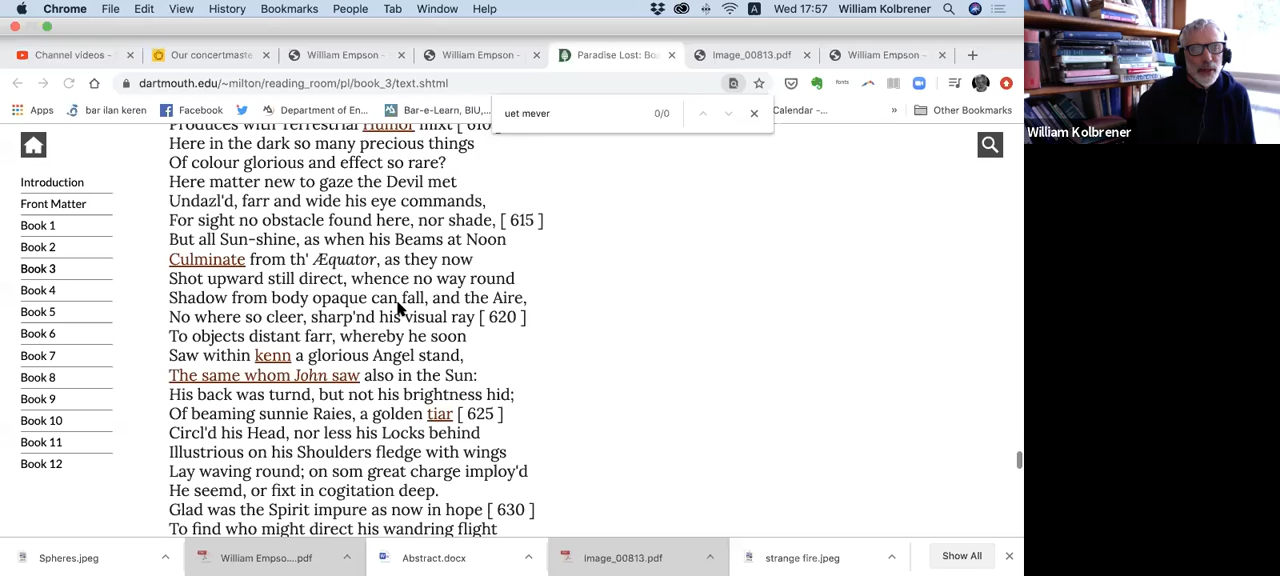 Chrome File Edit View History Bookmarks People Tab Window Help A Wed 17:57 William Kolbrener
Channel videos - Our concertmaste William Empson- William Empson- Paradise Lost: Bo Image_00813.pdf William Empson -
dartmouth.edu/~milton/reading_room/pl/book_3/text.shtml fonts
Apps bar ilan keren Facebook Department of En... Bar-e-Learn, BIU,... Calendar -... » Other Bookmarks
uet mever 0/0
Produces with Terrestrial Humor mixt [ 610
Here in the dark so many precious things
Of colour glorious and effect so rare?
Here matter new to gaze the Devil met
Undazl'd, farr and wide his eye commands,
For sight no obstacle found here, nor shade, [ 615 ]
But all Sun-shine, as when his Beams at Noon
Culminate from th' Æquator, as they now
Shot upward still direct, whence no way round
Shadow from body opaque can fall, and the Aire,
No where so cleer, sharp'nd his visual ray [ 620 ]
To objects distant farr, whereby he soon
Saw within kenn a glorious Angel stand,
The same whom John saw also in the Sun:
His back was turnd, but not his brightness hid;
Of beaming sunnie Raies, a golden tiar [ 625 ]
Circl'd his Head, nor less his Locks behind
Illustrious on his Shoulders fledge with wings
Lay waving round; on som great charge imploy'd
He seemd, or fixt in cogitation deep.
Glad was the Spirit impure as now in hope [ 630 ]
To find who might direct his wandring flight
Introduction
Front Matter
Book 1
Book 2
Book 3
Book 4
Book 5
Book 6
Book 7
Book 8
Book 9
Book 10
Book 11
Book 12
Spheres.jpeg William Empso....pdf Abstract.docx Image_00813.pdf strange fire.jpeg Show All
William Kolbrener